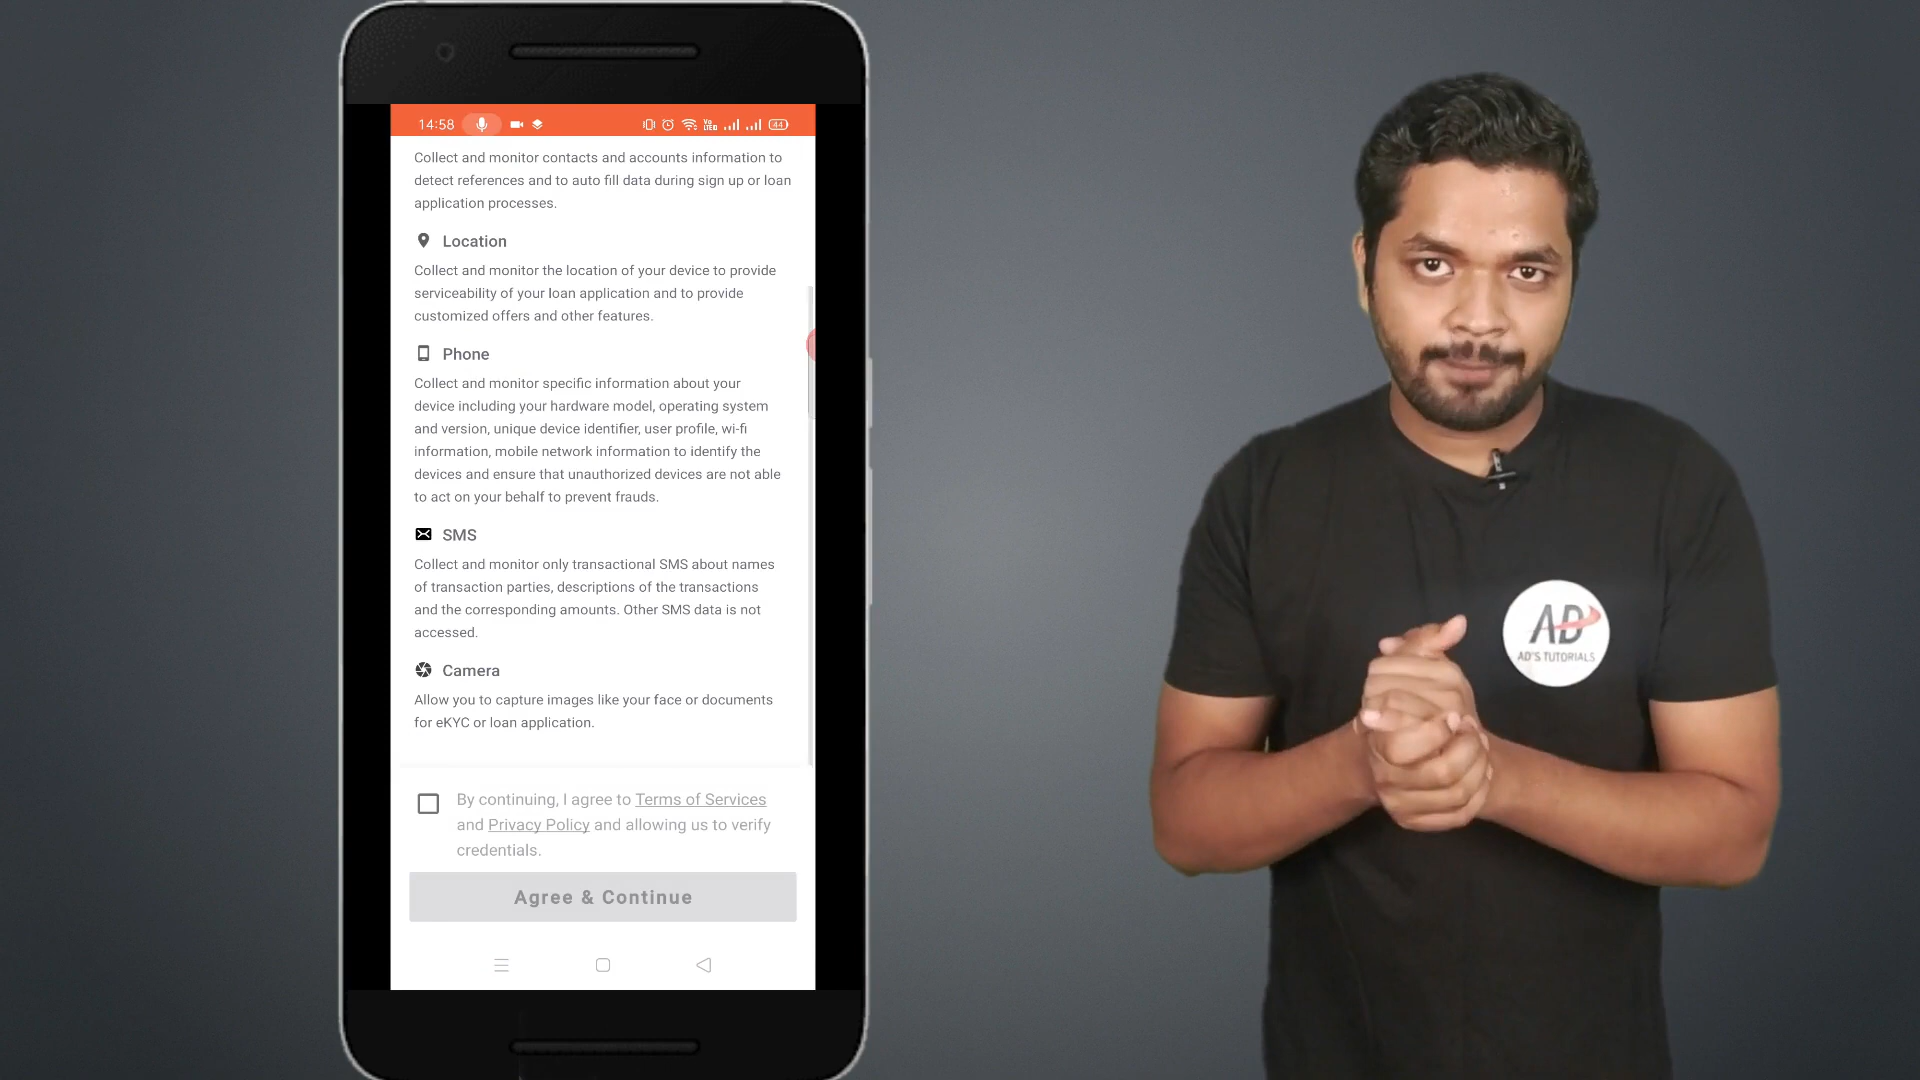 14:58
Vo
LTE
44
Collect and monitor contacts and accounts information to
detect references and to auto fill data during sign up or loan
application processes.
Location
Collect and monitor the location of your device to provide
serviceability of your loan application and to provide
customized offers and other features.
Phone
Collect and monitor specific information about your
device including your hardware model, operating system
and version, unique device identifier, user profile, wi-fi
information, mobile network information to identify the
devices and ensure that unauthorized devices are not able
to act on your behalf to prevent frauds.
SMS
Collect and monitor only transactional SMS about names
of transaction parties, descriptions of the transactions
and the corresponding amounts. Other SMS data is not
accessed.
Camera
Allow you to capture images like your face or documents
for eKYC or loan application.
By continuing, I agree to Terms of Services
and Privacy Policy and allowing us to verify
credentials.
Agree & Continue
AD
AD'S TUTORIALS